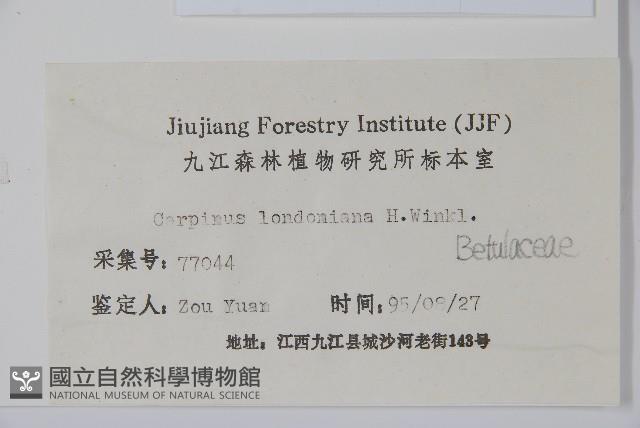 Jiujiang Forestry Institute (JJF)
九江森林植物研究所标本室
Carpinus londoniana H.Winkl.
Betulaceae
采集号: 77044
鉴定人: Zou Yuan 时间: 95/08/27
地址: 江西九江县城沙河老街143号
國立自然科學博物館
NATIONAL MUSEUM OF NATURAL SCIENCE